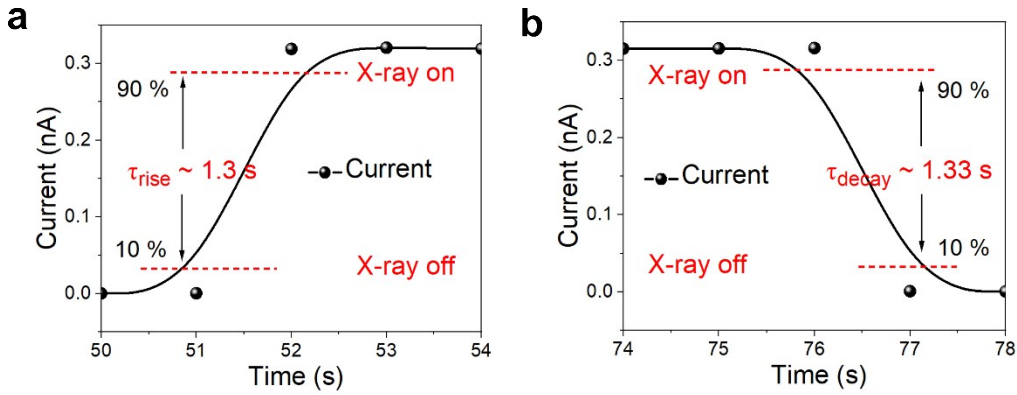 a
Current (nA)
0.3
0.2
0.1
0.0
X-ray on
90 %
τrise ~ 1.3 s
Current
10 %
X-ray off
50 51 52 53 54
Time (s)
b
Current (nA)
0.3
0.2
0.1
0.0
X-ray on
90 %
Current
τdecay ~ 1.33 s
10 %
X-ray off
74 75 76 77 78
Time (s)